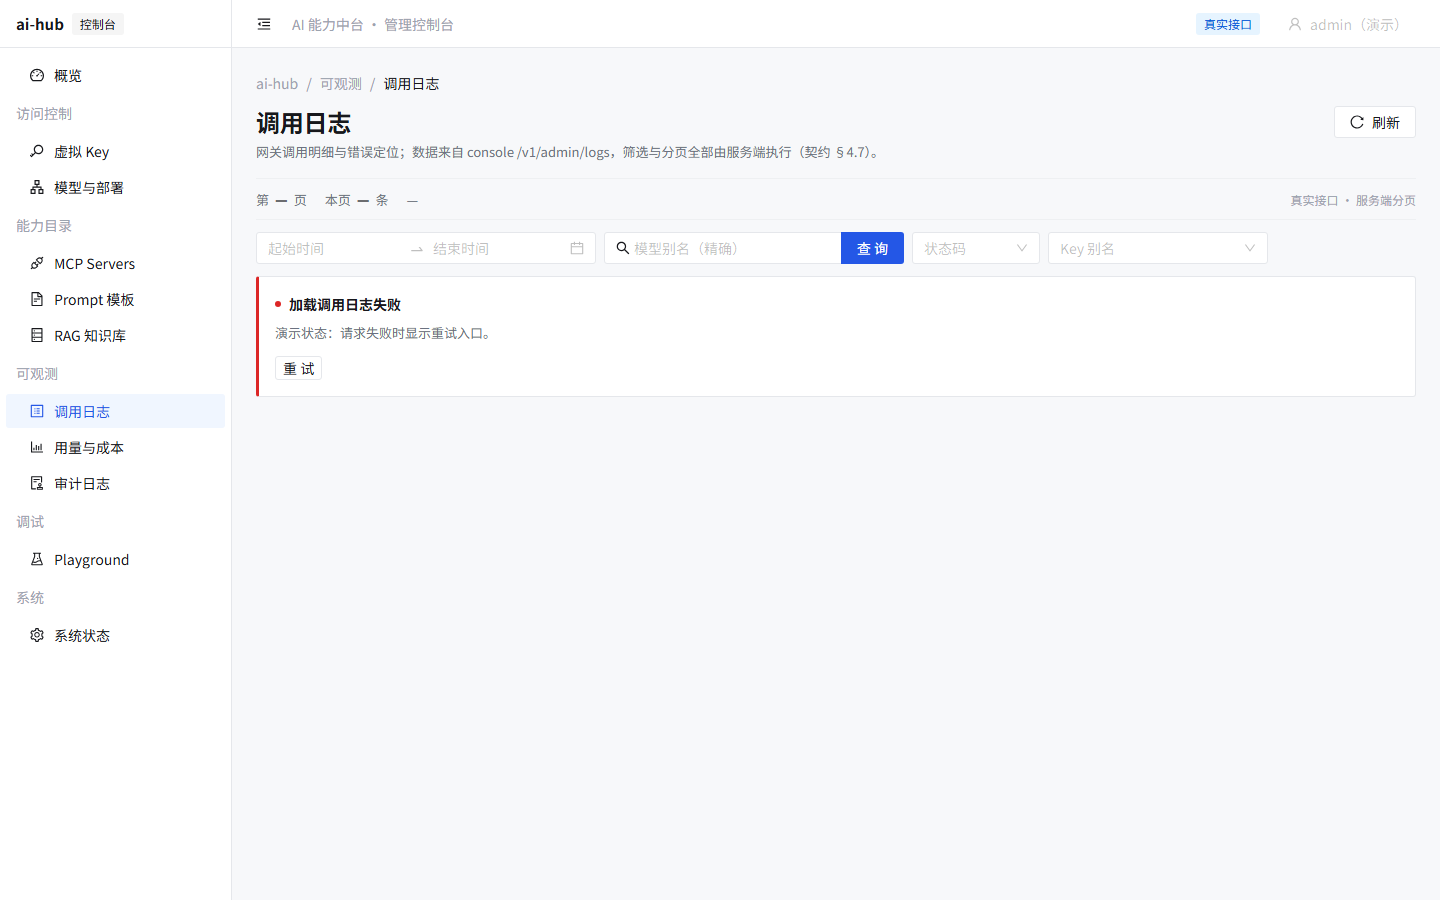 ai-hub 控制台
AI 能力中台 · 管理控制台
真实接口
admin（演示）
概览
访问控制
虚拟 Key
模型与部署
能力目录
MCP Servers
Prompt 模板
RAG 知识库
可观测
调用日志
用量与成本
审计日志
调试
Playground
系统
系统状态
ai-hub / 可观测 / 调用日志
调用日志
刷新
网关调用明细与错误定位；数据来自 console /v1/admin/logs，筛选与分页全部由服务端执行（契约 §4.7）。
第 — 页 本页 — 条 —
真实接口 · 服务端分页
起始时间 → 结束时间
模型别名（精确）
查 询
状态码
Key 别名
加载调用日志失败
演示状态：请求失败时显示重试入口。
重 试